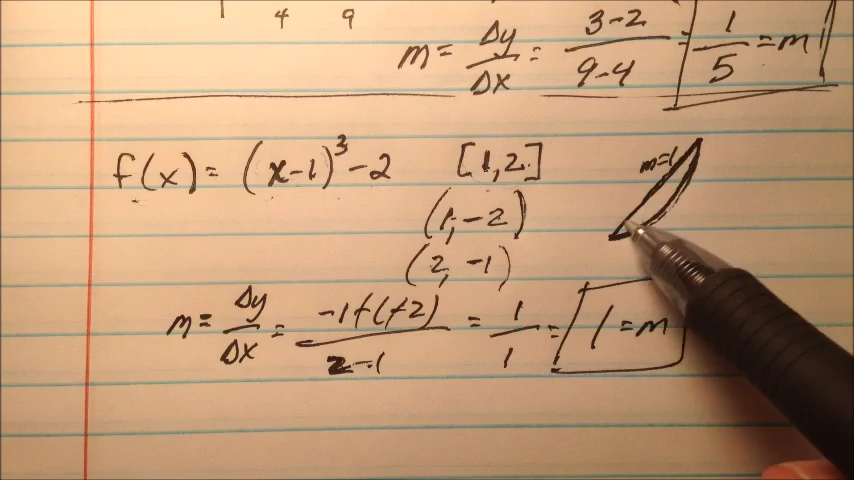 4 9
m = Δy/Δx = 3-2/9-4 = 1/5 = m
f(x) = (x-1)³ - 2 [1,2]
m=1
(1, -2)
(2, -1)
m = Δy/Δx = -1+(+2)/2-1 = 1/1 = 1 = m